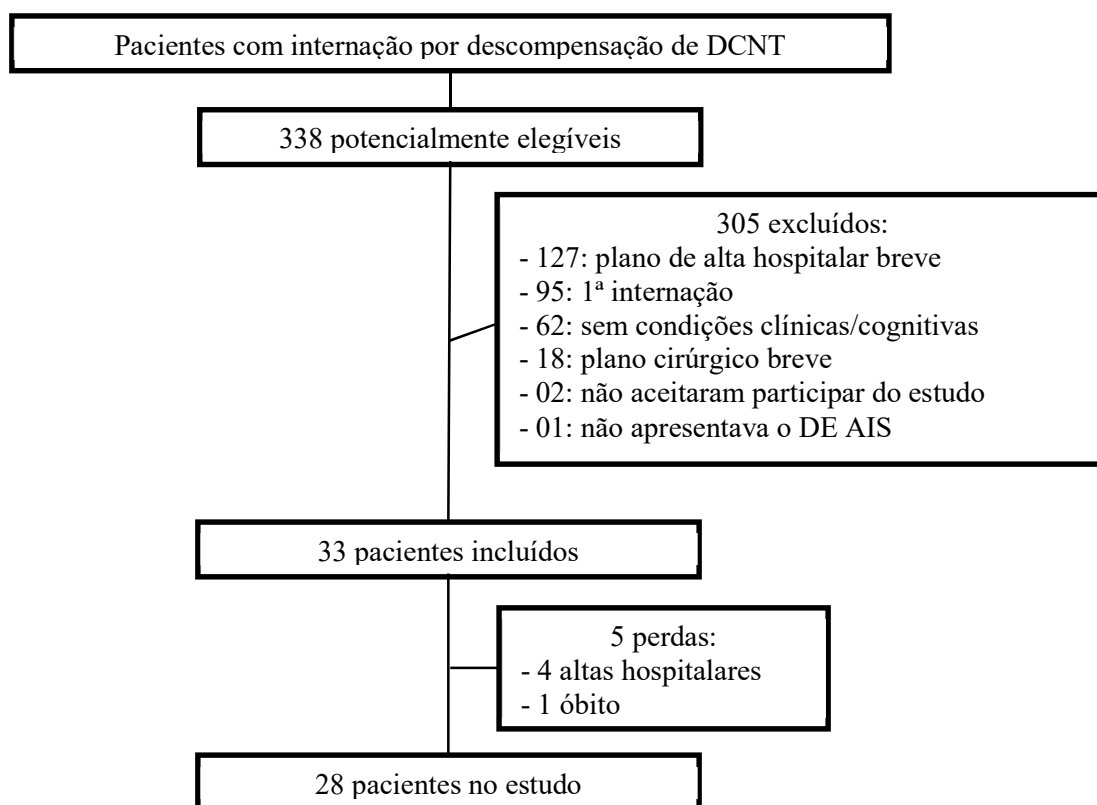 Pacientes com internação por descompensação de DCNT
338 potencialmente elegíveis
305 excluídos:
- 127: plano de alta hospitalar breve
- 95: 1ª internação
- 62: sem condições clínicas/cognitivas
- 18: plano cirúrgico breve
- 02: não aceitaram participar do estudo
- 01: não apresentava o DE AIS
33 pacientes incluídos
5 perdas:
- 4 altas hospitalares
- 1 óbito
28 pacientes no estudo